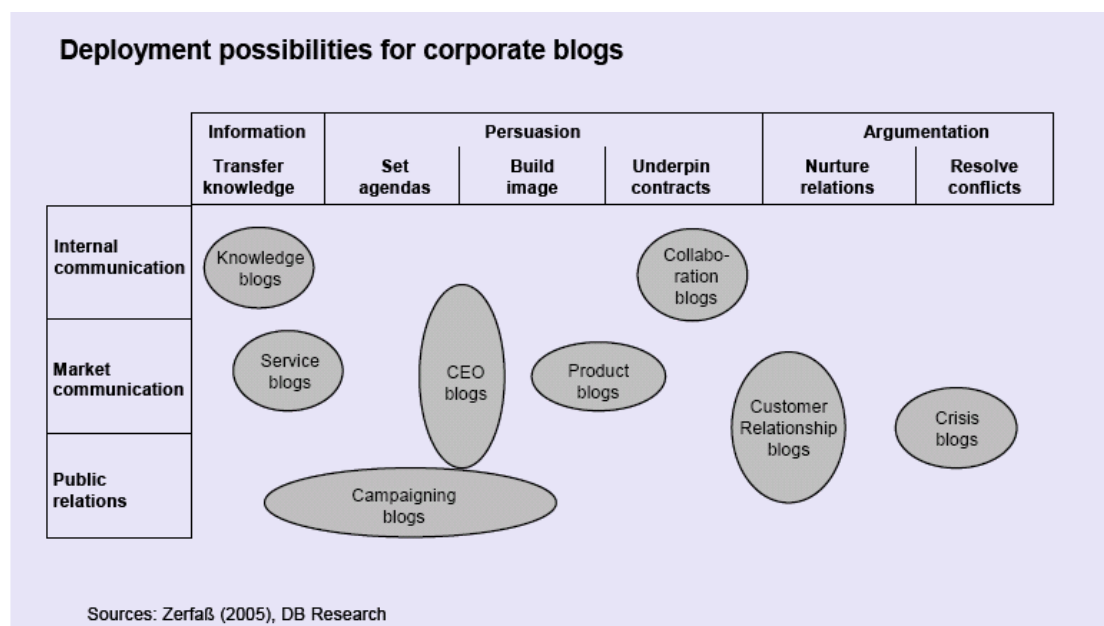 Deployment possibilities for corporate blogs
Information
Persuasion
Argumentation
Transfer
knowledge
Set
agendas
Build
image
Underpin
contracts
Nurture
relations
Resolve
conflicts
Internal
communication
Knowledge
blogs
Collabo-
ration
blogs
Market
communication
Service
blogs
CEO
blogs
Product
blogs
Customer
Relationship
blogs
Crisis
blogs
Public
relations
Campaigning
blogs
Sources: Zerfaß (2005), DB Research